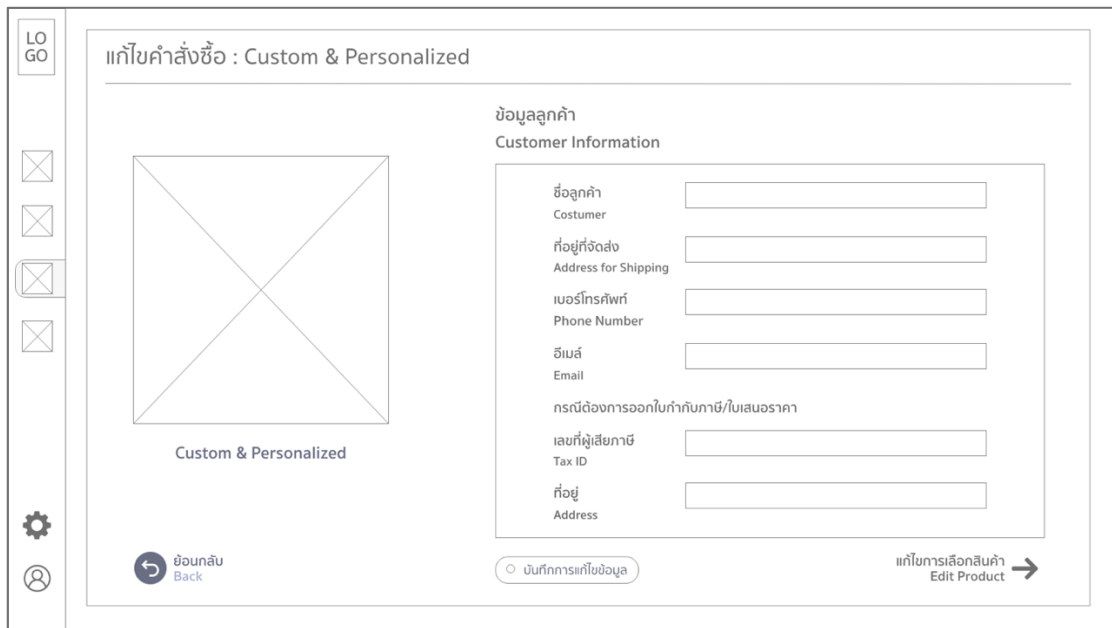 LO
GO
แก้ไขคำสั่งซื้อ : Custom & Personalized
ข้อมูลลูกค้า
Customer Information
ชื่อลูกค้า
Costumer
ที่อยู่ที่จัดส่ง
Address for Shipping
เบอร์โทรศัพท์
Phone Number
อีเมล์
Email
กรณีต้องการออกใบกำกับภาษี/ใบเสนอราคา
เลขที่ผู้เสียภาษี
Tax ID
ที่อยู่
Address
Custom & Personalized
ย้อนกลับ
Back
บันทึกการแก้ไขข้อมูล
แก้ไขการเลือกสินค้า
Edit Product